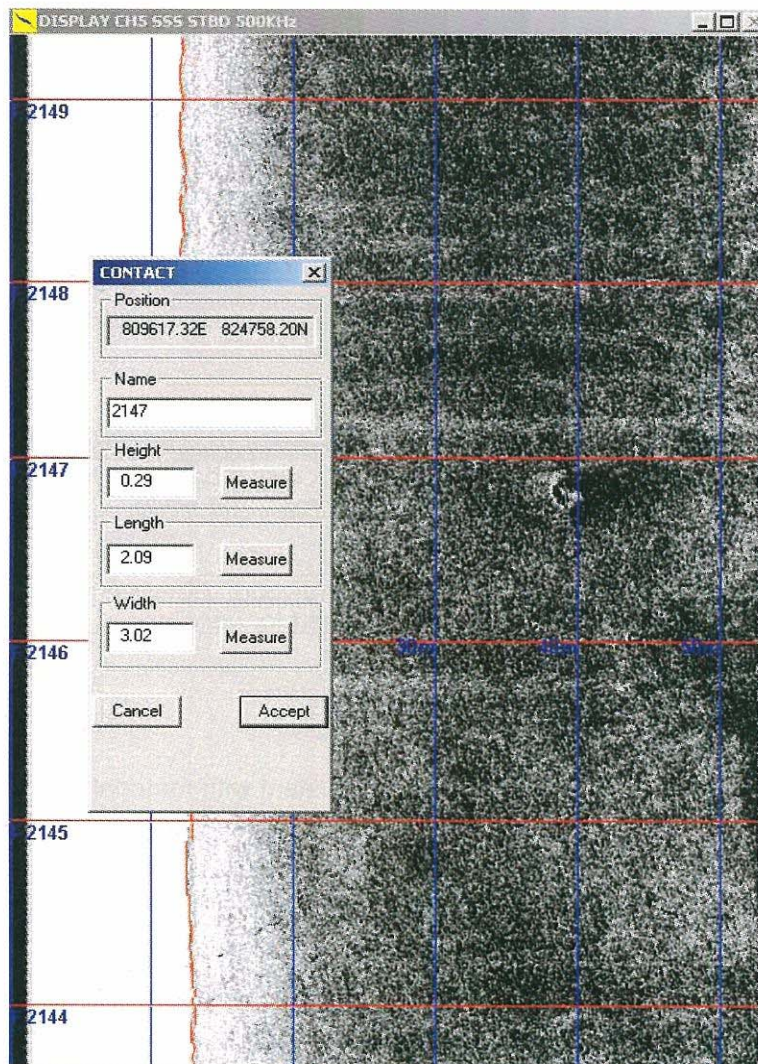 DISPLAY CH5 SSS STBD 500KHz
2149
2148
2147
2146
2145
2144
CONTACT
Position
809617.32E 824758.20N
Name
2147
Height
0.29 Measure
Length
2.09 Measure
Width
3.02 Measure
Cancel Accept